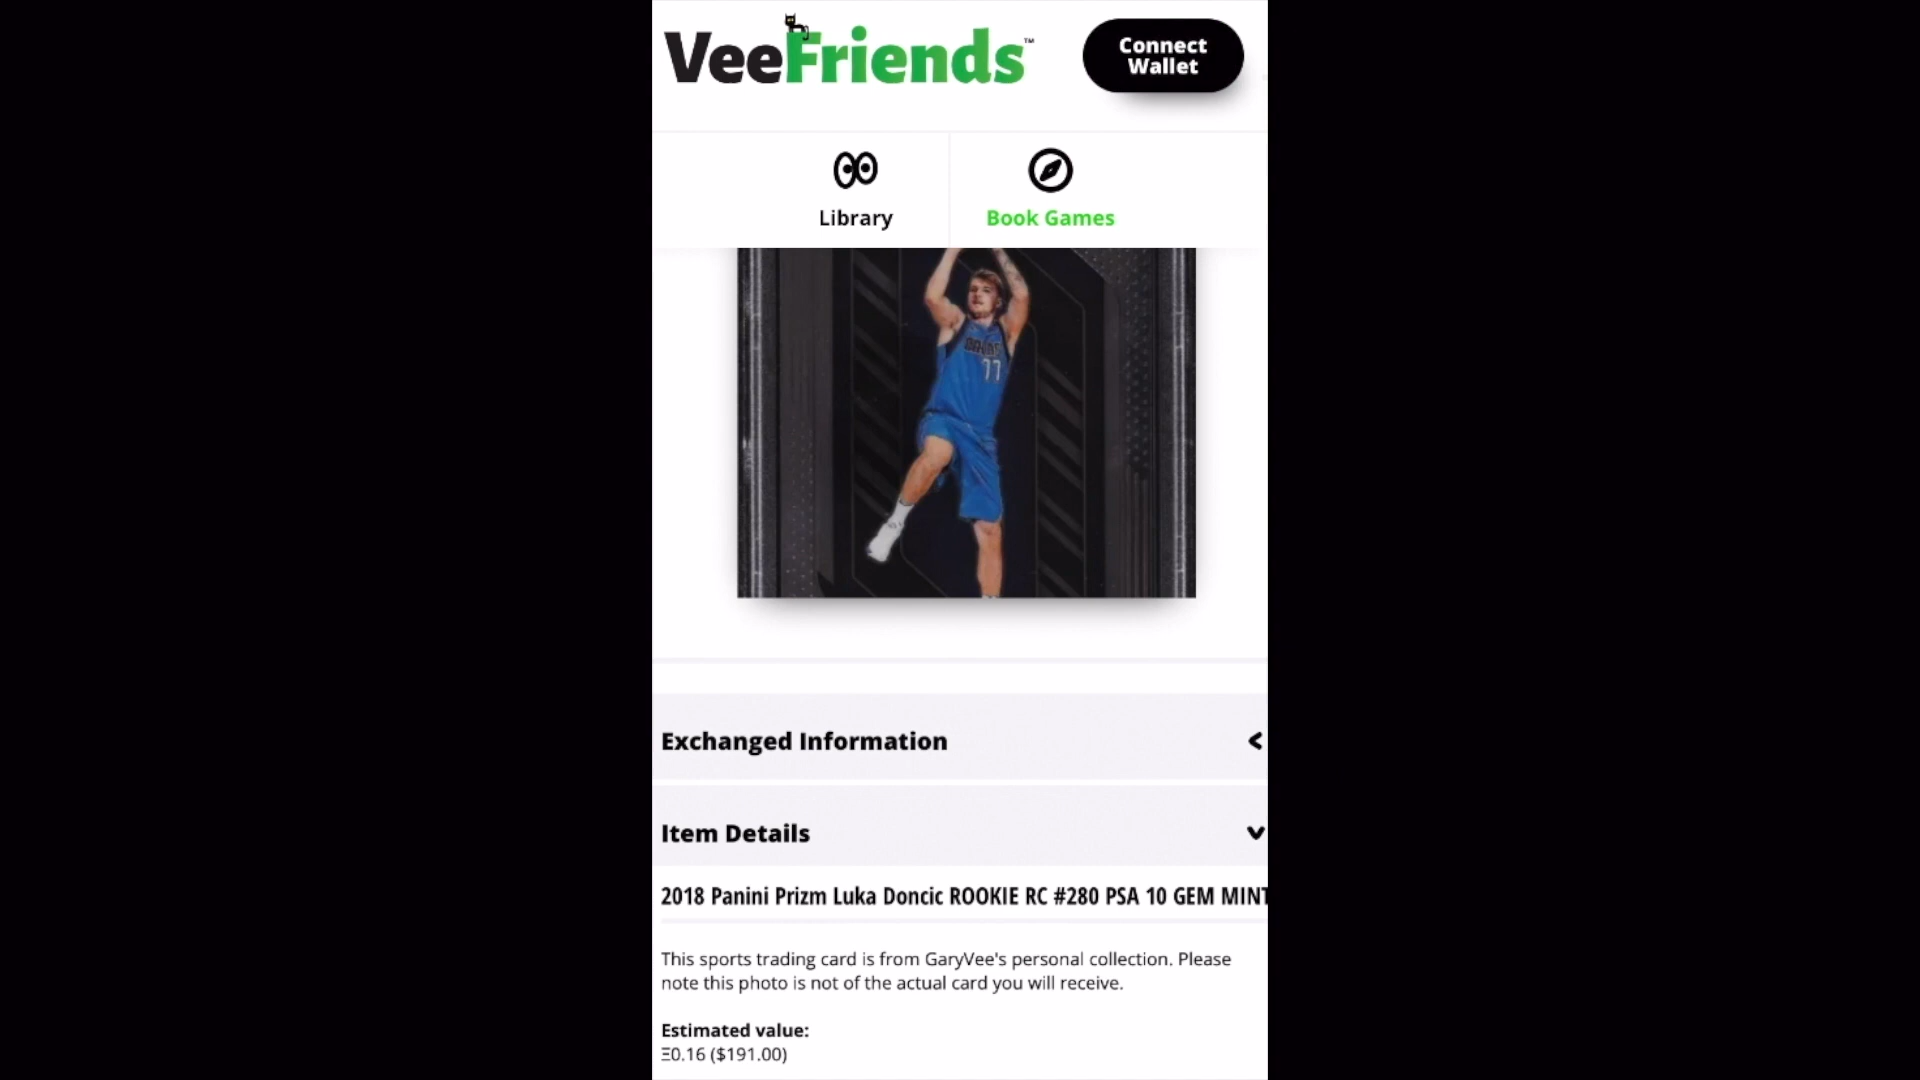 VeeFriends™
Connect
Wallet
Library
Book Games
DALLAS
77
Exchanged Information
Item Details
2018 Panini Prizm Luka Doncic ROOKIE RC #280 PSA 10 GEM MINT
This sports trading card is from GaryVee's personal collection. Please
note this photo is not of the actual card you will receive.
Estimated value:
Ξ0.16 ($191.00)